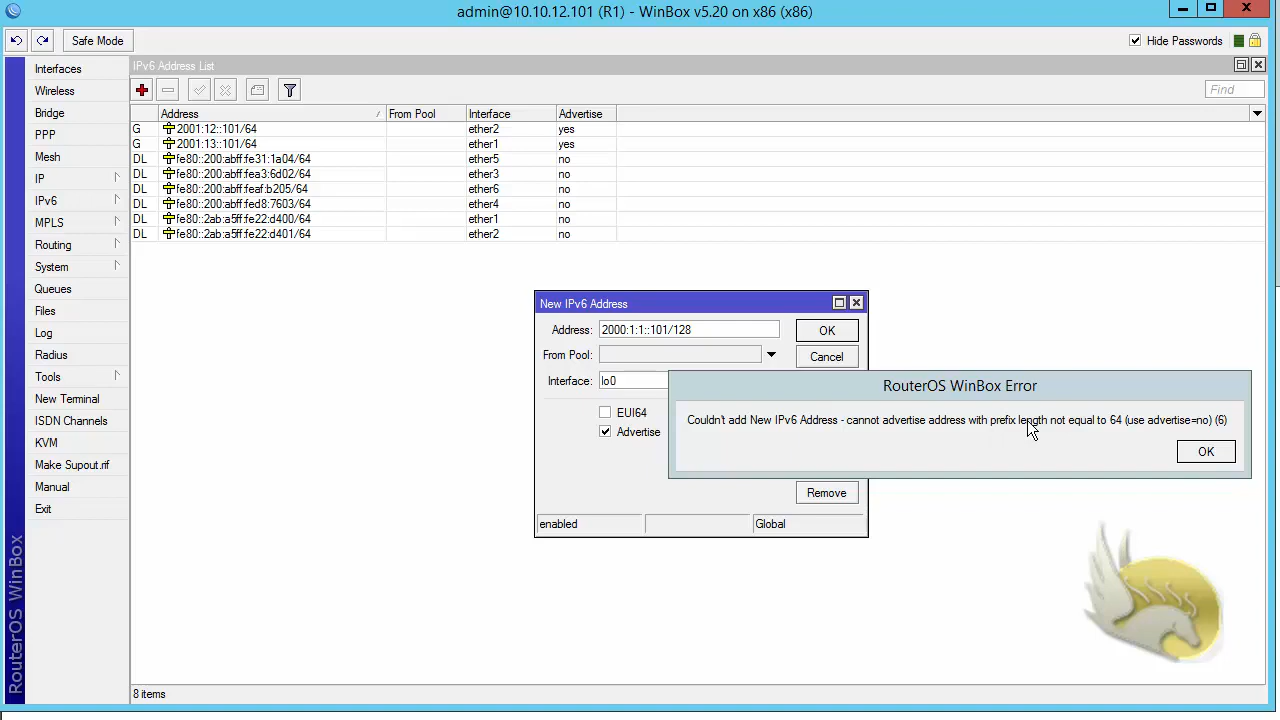 admin@10.10.12.101 (R1) - WinBox v5.20 on x86 (x86)
Safe Mode
Hide Passwords
Interfaces
Wireless
Bridge
PPP
Mesh
IP
IPv6
MPLS
Routing
System
Queues
Files
Log
Radius
Tools
New Terminal
ISDN Channels
KVM
Make Supout.rif
Manual
Exit
RouterOS WinBox
IPv6 Address List
Find
Address From Pool Interface Advertise
G 2001:12::101/64 ether2 yes
G 2001:13::101/64 ether1 yes
DL fe80::200:abff:fe31:1a04/64 ether5 no
DL fe80::200:abff:fea3:6d02/64 ether3 no
DL fe80::200:abff:feaf:b205/64 ether6 no
DL fe80::200:abff:fed8:7603/64 ether4 no
DL fe80::2ab:a5ff:fe22:d400/64 ether1 no
DL fe80::2ab:a5ff:fe22:d401/64 ether2 no
New IPv6 Address
Address: 2000:1:1::101/128 OK
From Pool: Cancel
Interface: lo0
EUI64
Advertise
Remove
enabled Global
RouterOS WinBox Error
Couldn't add New IPv6 Address - cannot advertise address with prefix length not equal to 64 (use advertise=no) (6)
OK
8 items